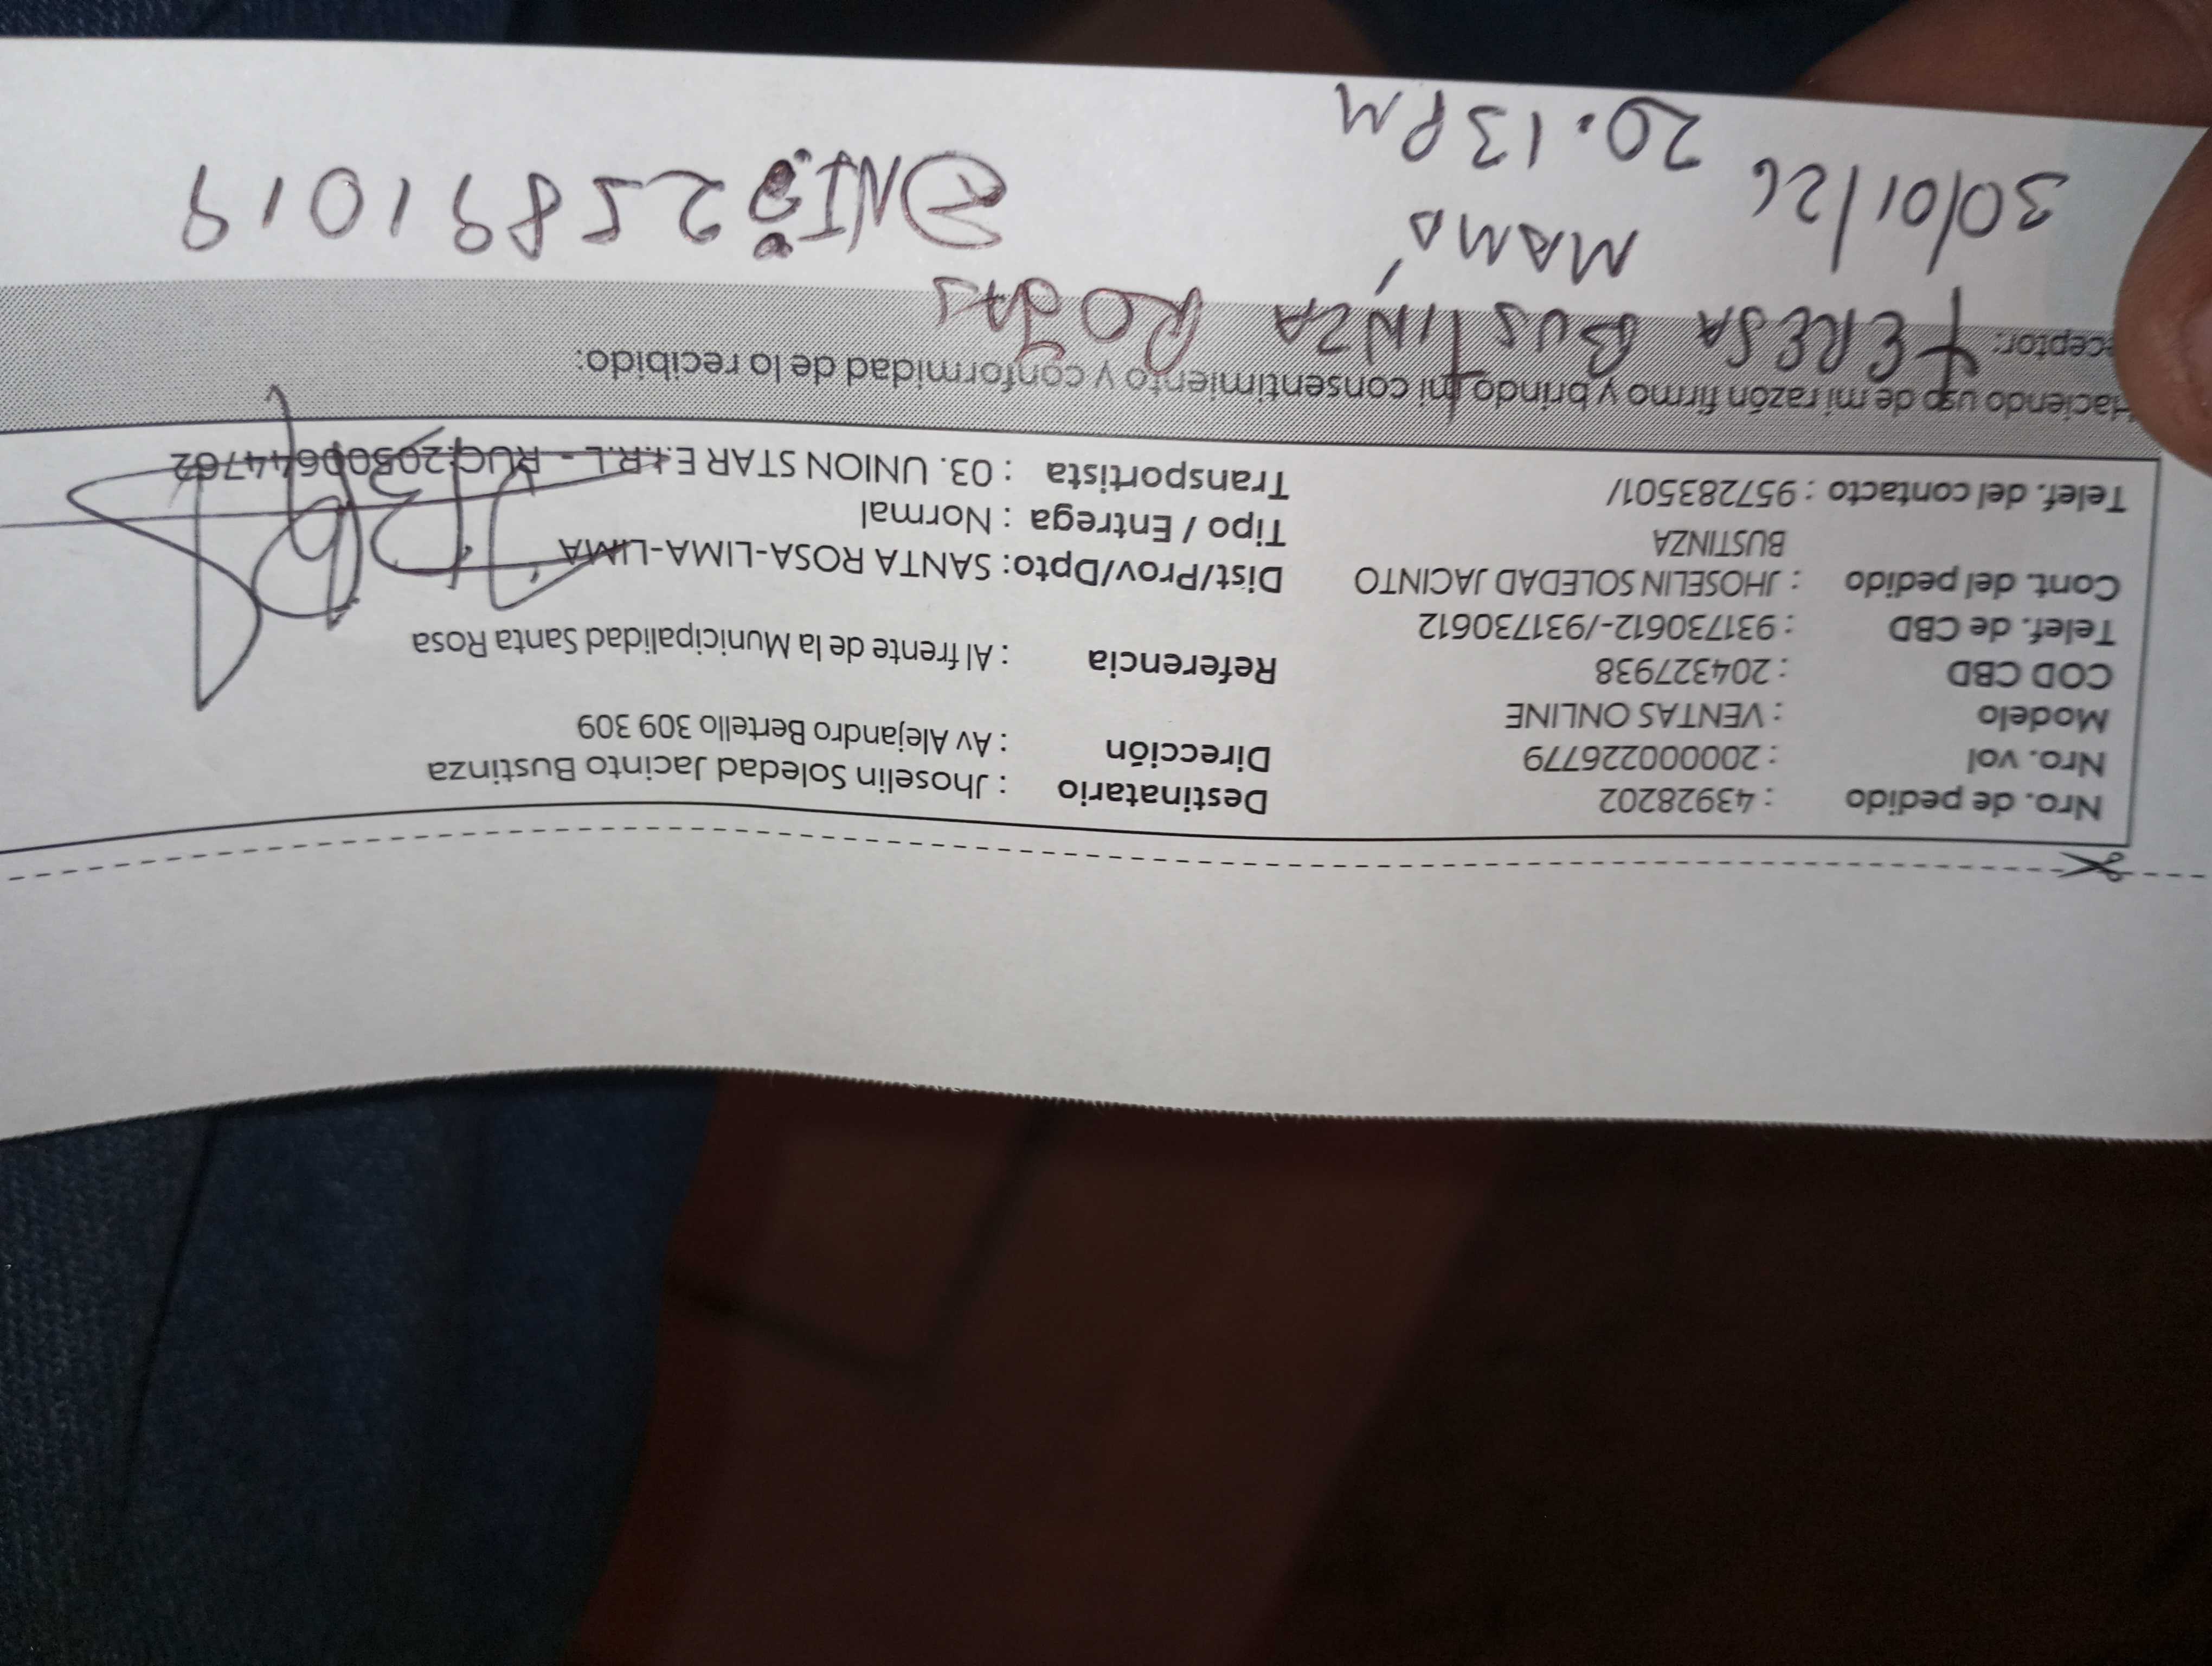 Nro. de pedido : 43928202
Nro. vol : 200000226779
Modelo : VENTAS ONLINE
COD CBD : 204327938
Telef. de CBD : 931730612-/931730612
Cont. del pedido : JHOSELIN SOLEDAD JACINTO
BUSTINZA
Telef. del contacto : 957283501/
Destinatario : Jhoselin Soledad Jacinto Bustinza
Dirección : Av Alejandro Bertello 309 309
Referencia : Al frente de la Municipalidad Santa Rosa
Dist/Prov/Dpto: SANTA ROSA-LIMA-LIMA
Tipo / Entrega : Normal
Transportista : 03. UNION STAR E.I.R.L - RUC:20500644762
Haciendo uso de mi razón firmo y brindo mi consentimiento y conformidad de lo recibido:
ceptor: TERESA BUSTINZA ROJAS
MAMÁ
30/01/26 20.13 PM
DNI: 25891019